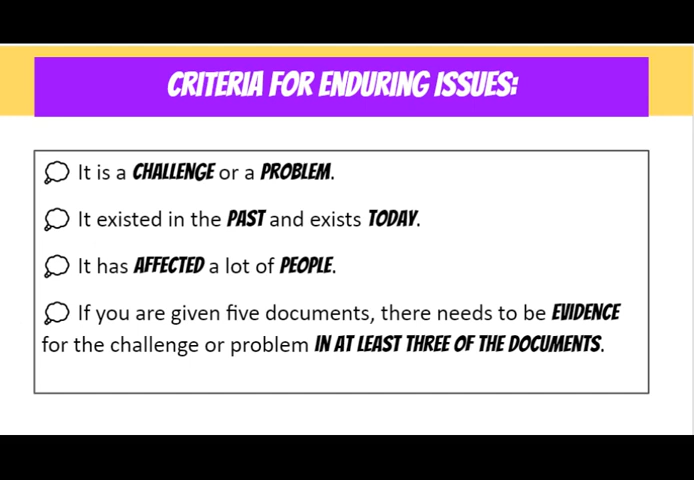 CRITERIA FOR ENDURING ISSUES:
It is a CHALLENGE or a PROBLEM.
It existed in the PAST and exists TODAY.
It has AFFECTED a lot of PEOPLE.
If you are given five documents, there needs to be EVIDENCE
for the challenge or problem IN AT LEAST THREE OF THE DOCUMENTS.